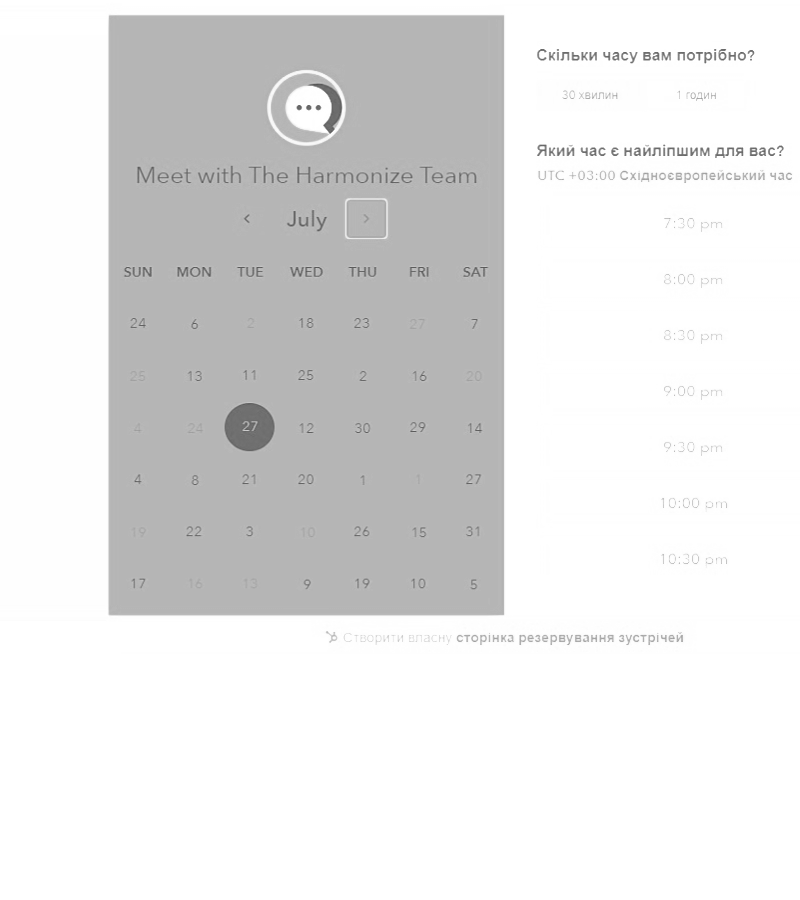 Meet with The Harmonize Team
July
SUN MON TUE WED THU FRI SAT
24 6 2 18 23 27 7
25 13 11 25 2 16 20
4 24 27 12 30 29 14
4 8 21 20 1 1 27
19 22 3 10 26 15 31
17 16 13 9 19 10 5
Скільки часу вам потрібно?
30 хвилин 1 годин
Який час є найліпшим для вас?
UTC +03:00 Східноєвропейський час
7:30 pm
8:00 pm
8:30 pm
9:00 pm
9:30 pm
10:00 pm
10:30 pm
Створити власну сторінка резервування зустрічей